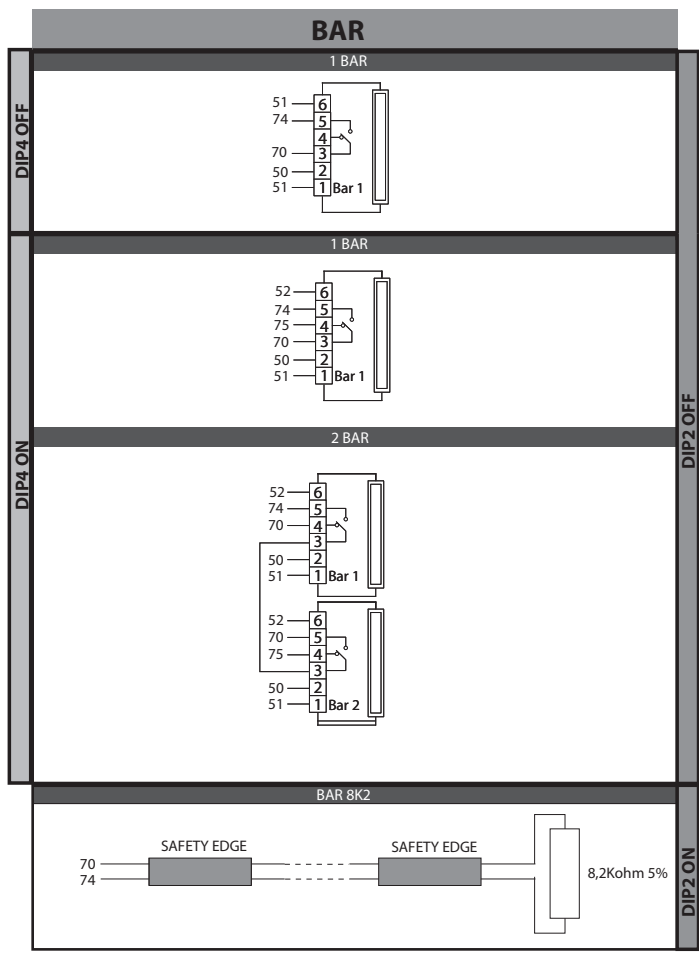 BAR
1 BAR
DIP4 OFF
51 6
74 5
4
70 3
50 2
51 1 Bar 1
1 BAR
DIP4 ON
DIP2 OFF
52 6
74 5
75 4
70 3
50 2
51 1 Bar 1
2 BAR
52 6
74 5
70 4
3
50 2
51 1 Bar 1
52 6
70 5
75 4
3
50 2
51 1 Bar 2
BAR 8K2
DIP2 ON
SAFETY EDGE SAFETY EDGE
70
74
8,2Kohm 5%